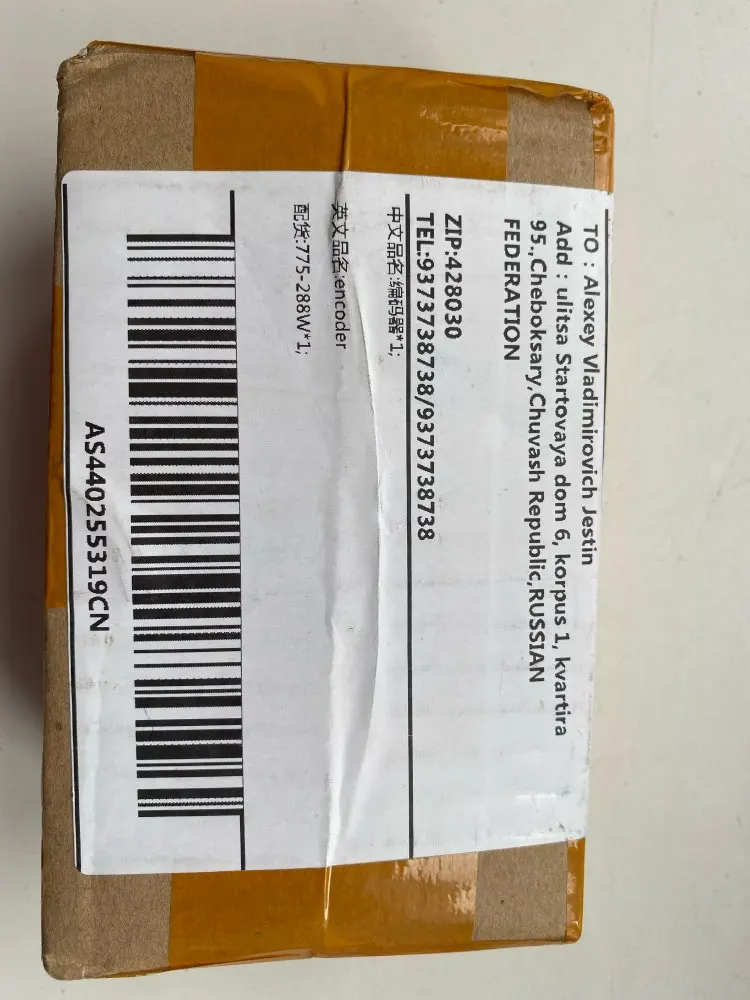 TO : Alexey Vladimirovich Jestin
Add : ulitsa Startovaya dom 6, korpus 1, kvartira
95.,Cheboksary,Chuvash Republic,RUSSIAN
FEDERATION
ZIP:428030
TEL:9373738738/9373738738
中文品名:编码器*1;
英文品名:encoder
配货:775-288W*1;
AS440255319CN